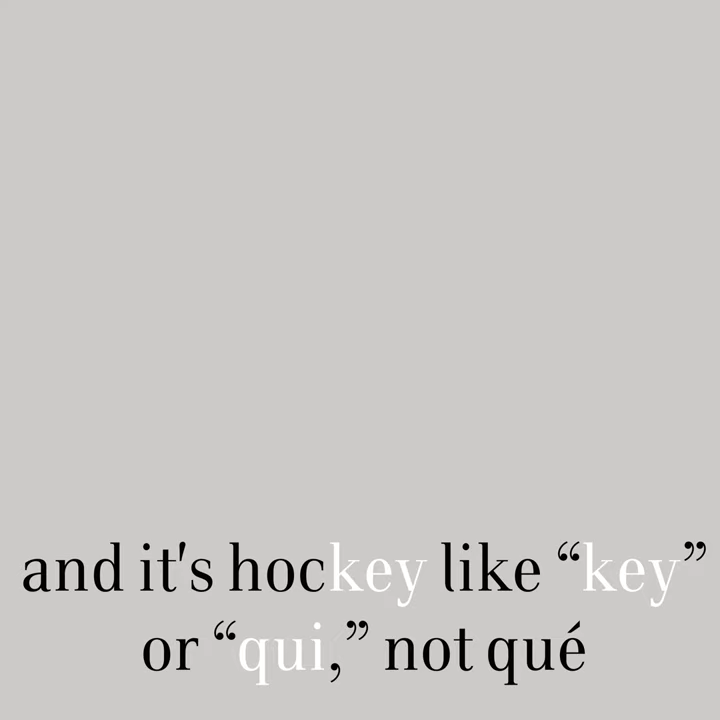 and it's hockey like “key”
or “qui,” not qué